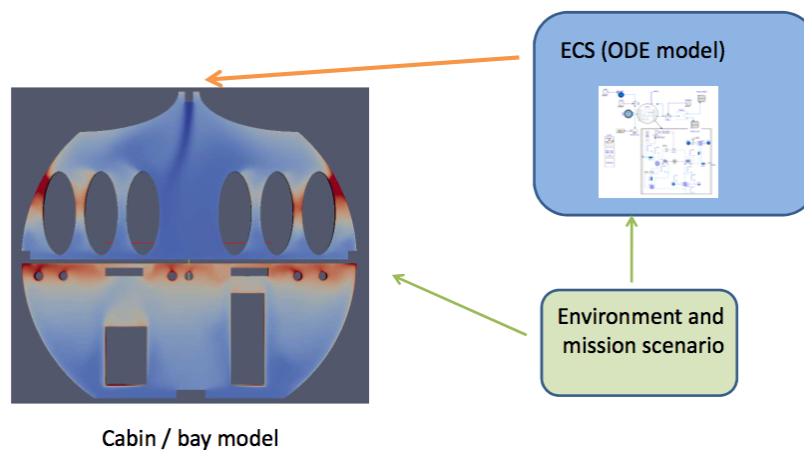 ECS (ODE model)
Environment and
mission scenario
Cabin / bay model